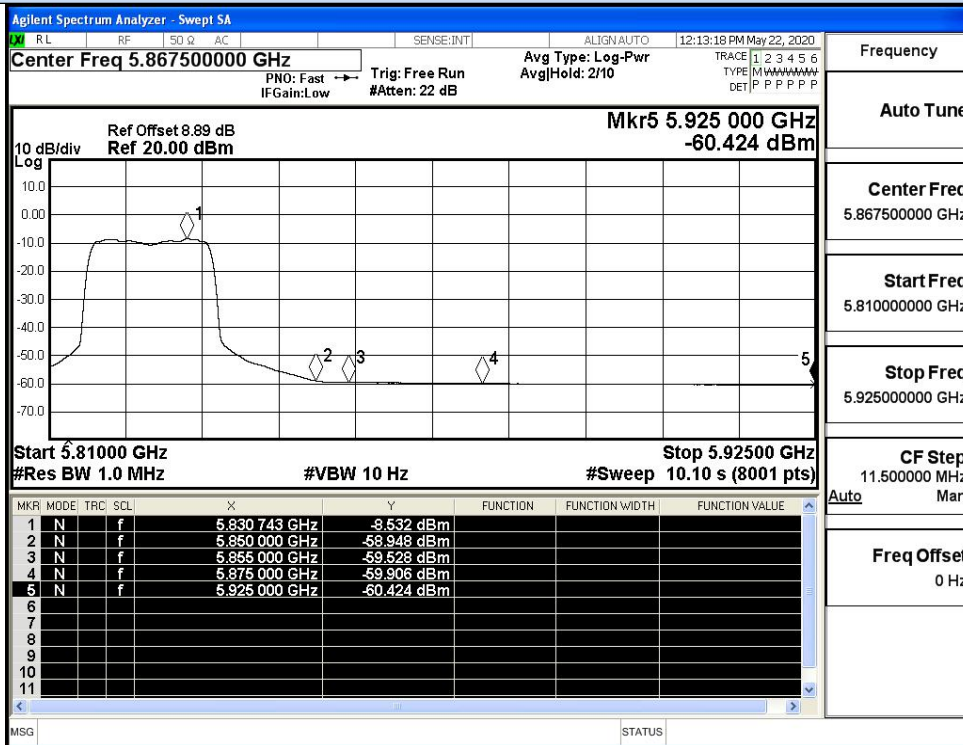 Agilent Spectrum Analyzer - Swept SA
LXI RL RF 50 Ω AC SENSE:INT ALIGNAUTO 12:13:18 PM May 22, 2020
Center Freq 5.867500000 GHz
PNO: Fast
IFGain:Low
Trig: Free Run
#Atten: 22 dB
Avg Type: Log-Pwr
Avg|Hold: 2/10
TRACE 1 2 3 4 5 6
TYPE MWWWWW
DET P P P P P P
Mkr5 5.925 000 GHz
-60.424 dBm
Ref Offset 8.89 dB
10 dB/div Ref 20.00 dBm
Log
10.0
0.00
-10.0
-20.0
-30.0
-40.0
-50.0
-60.0
-70.0
1
2
3
4
5
Start 5.81000 GHz Stop 5.92500 GHz
#Res BW 1.0 MHz #VBW 10 Hz #Sweep 10.10 s (8001 pts)
MKR MODE TRC SCL X Y FUNCTION FUNCTION WIDTH FUNCTION VALUE
1 N f 5.830 743 GHz -8.532 dBm
2 N f 5.850 000 GHz -58.948 dBm
3 N f 5.855 000 GHz -59.528 dBm
4 N f 5.875 000 GHz -59.906 dBm
5 N f 5.925 000 GHz -60.424 dBm
6
7
8
9
10
11
MSG STATUS
Frequency
Auto Tune
Center Freq
5.867500000 GHz
Start Freq
5.810000000 GHz
Stop Freq
5.925000000 GHz
CF Step
11.500000 MHz
Auto Man
Freq Offset
0 Hz